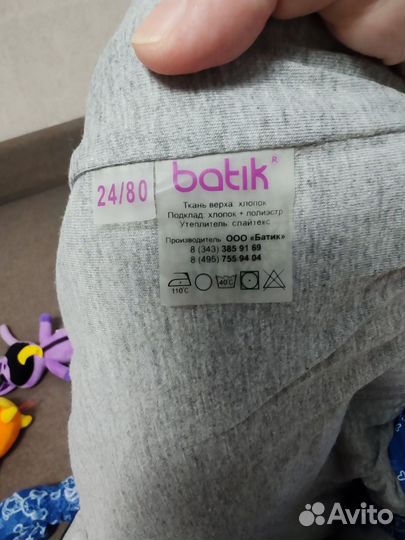 24/80
batik®
Ткань верха хлопок
Подклад хлопок + полиэстр
Утеплитель слайтекс
Производитель ООО «Батик»
8 (343) 385 91 69
8 (495) 755 94 04
110°C
40°C
Avito